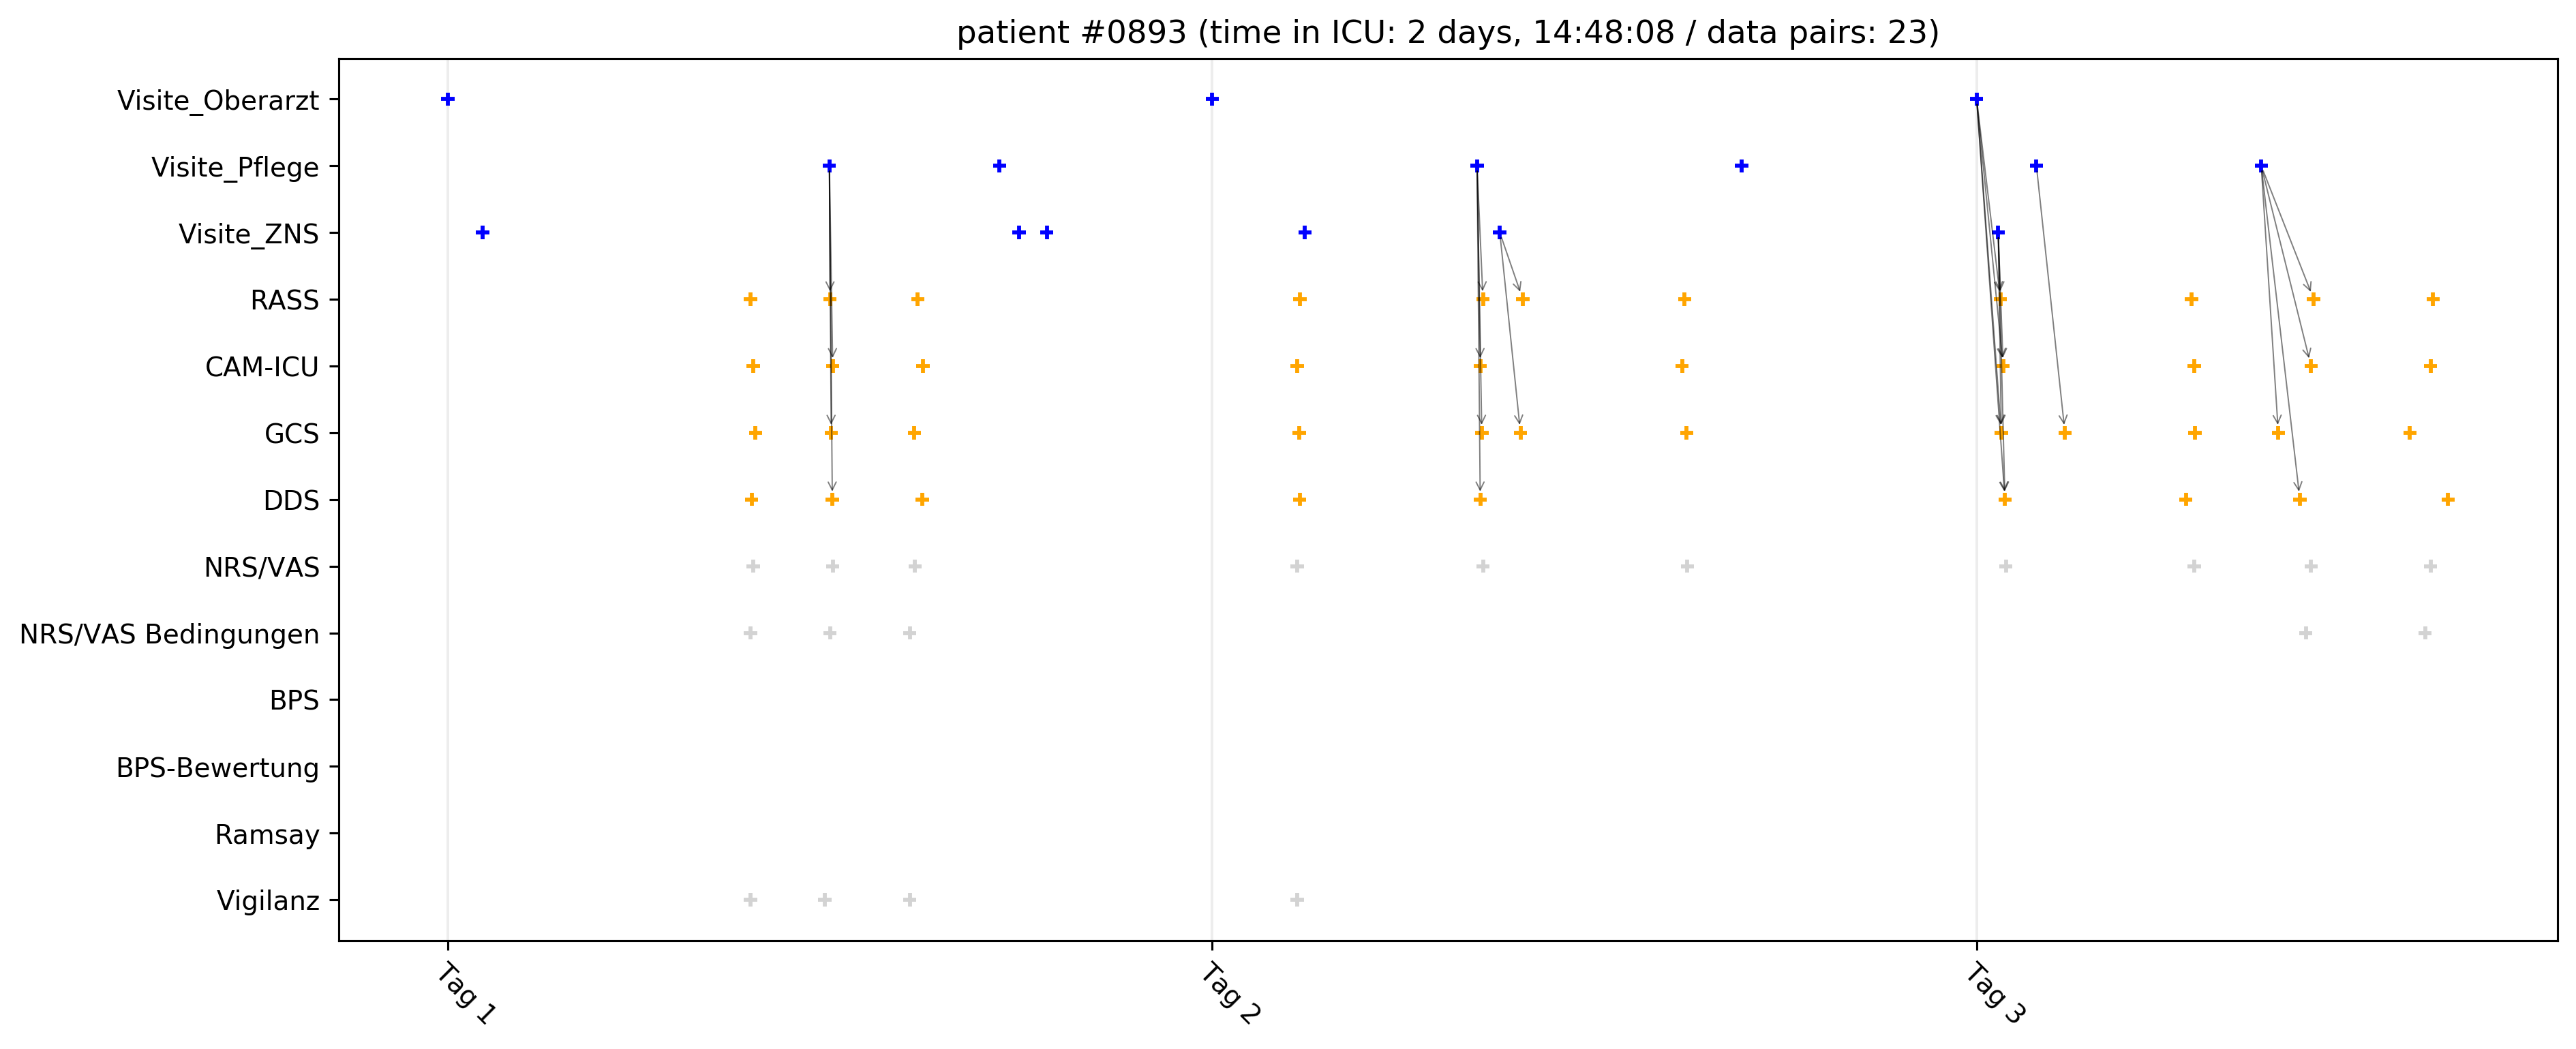 patient #0893 (time in ICU: 2 days, 14:48:08 / data pairs: 23)
Visite_Oberarzt
Visite_Pflege
Visite_ZNS
RASS
CAM-ICU
GCS
DDS
NRS/VAS
NRS/VAS Bedingungen
BPS
BPS-Bewertung
Ramsay
Vigilanz
Tag 1
Tag 2
Tag 3